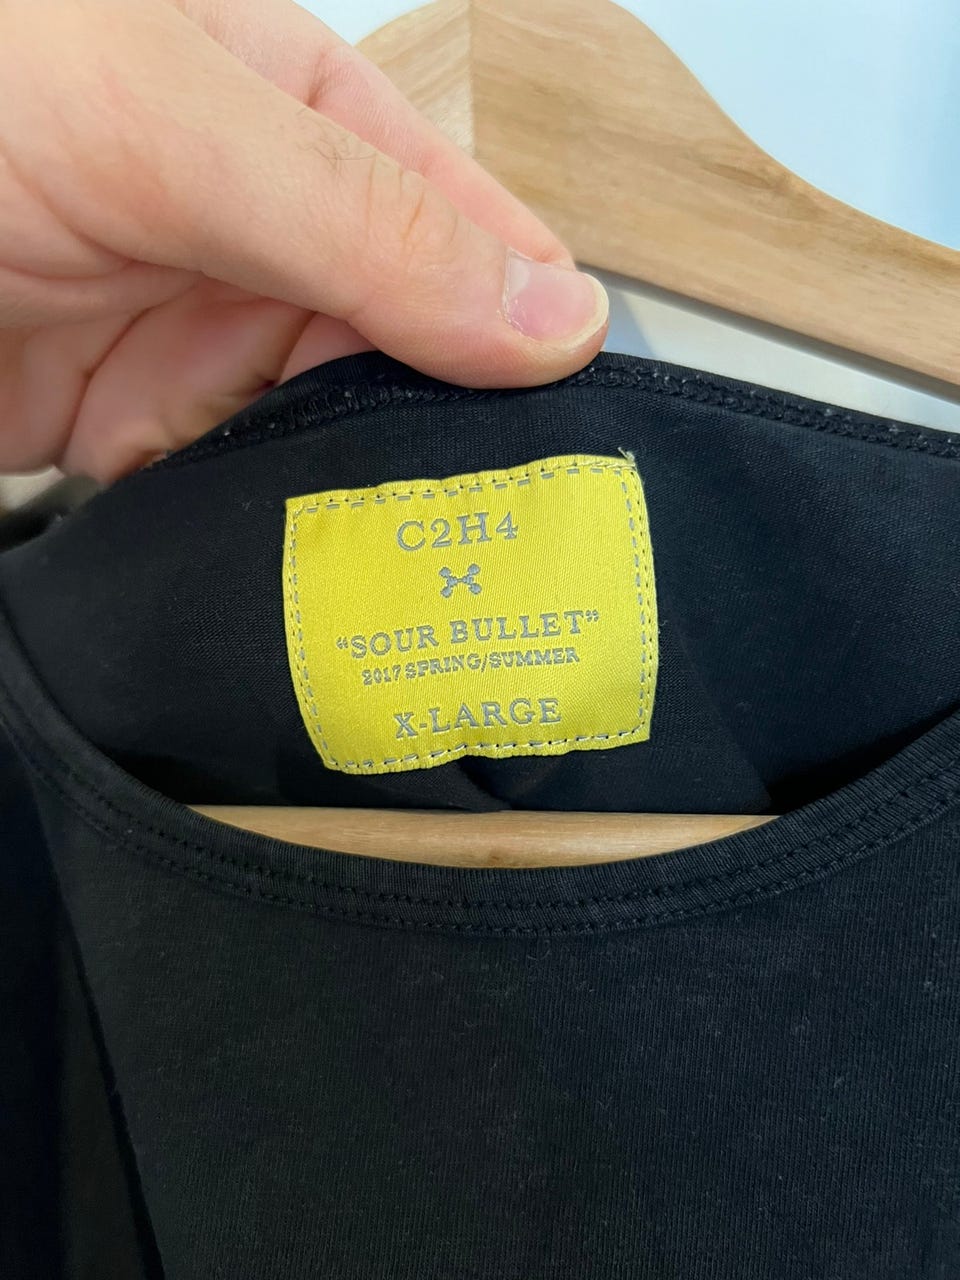 C2H4
“SOUR BULLET”
2017 SPRING/SUMMER
X-LARGE